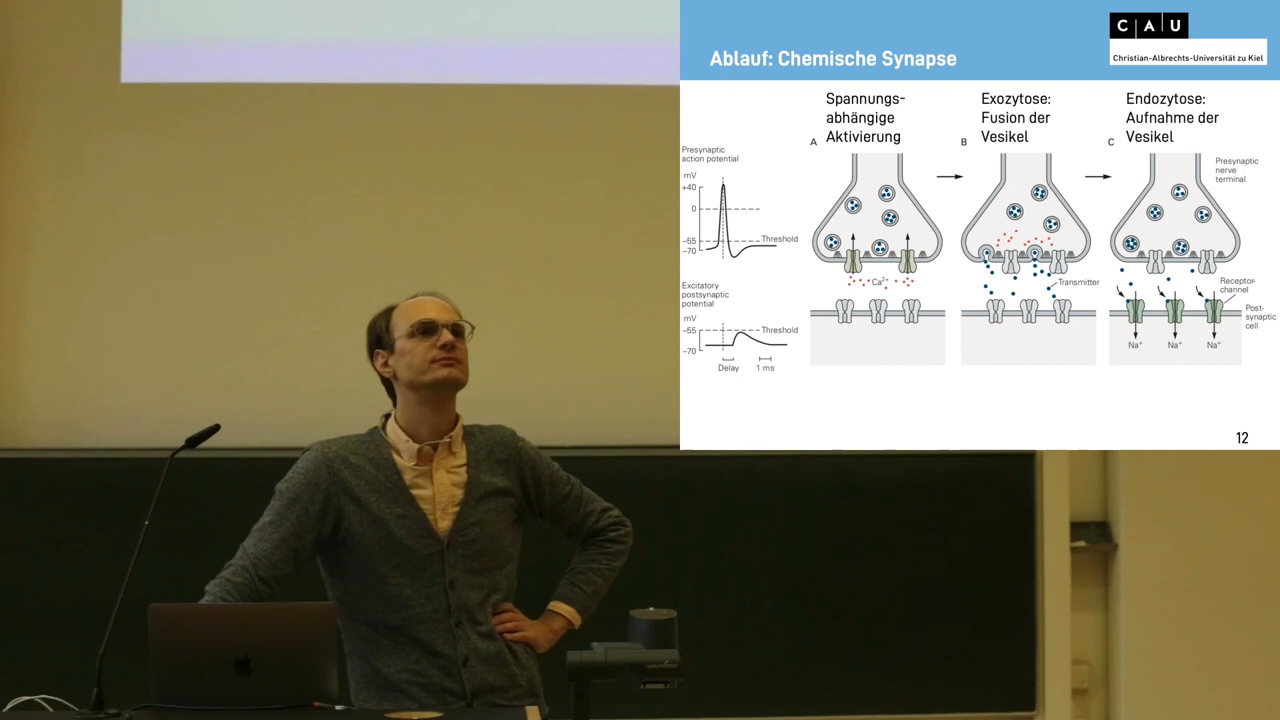 Ablauf: Chemische Synapse
C A U
Christian-Albrechts-Universität zu Kiel
Spannungs-
abhängige
Aktivierung
Exozytose:
Fusion der
Vesikel
Endozytose:
Aufnahme der
Vesikel
A
B
C
Presynaptic
action potential
mV
+40
0
−55
−70
Threshold
Excitatory
postsynaptic
potential
mV
−55
−70
Threshold
Delay
1 ms
Ca2+
Transmitter
Presynaptic
nerve
terminal
Receptor-
channel
Post-
synaptic
cell
Na+
Na+
Na+
12